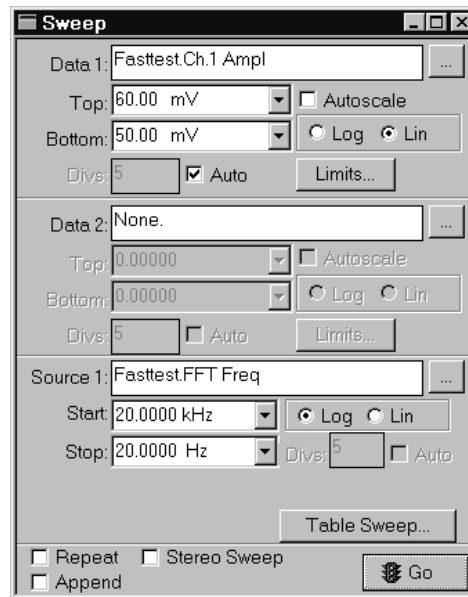 Sweep
Data 1: Fasttest.Ch.1 Ampl ...
Top: 60.00 mV Autoscale
Bottom: 50.00 mV Log Lin
Divs: 5 Auto Limits...
Data 2: None. ...
Top: 0.00000 Autoscale
Bottom: 0.00000 Log Lin
Divs: 5 Auto Limits...
Source 1: Fasttest.FFT Freq ...
Start: 20.0000 kHz Log Lin
Stop: 20.0000 Hz Divs: 5 Auto
Table Sweep...
Repeat Stereo Sweep
Append Go